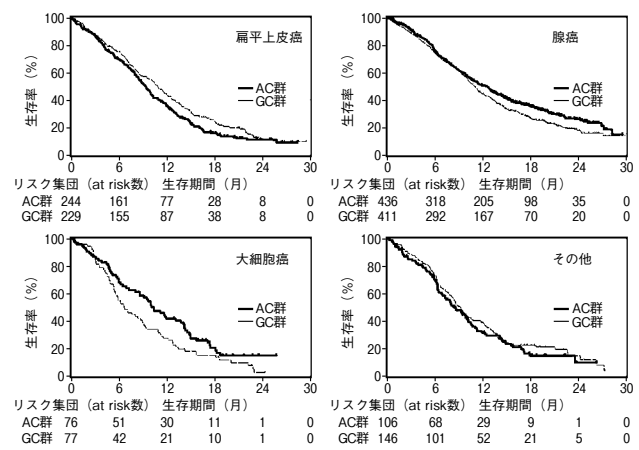 扁平上皮癌
生存率（%）
100
80
60
40
20
0
AC群
GC群
0 6 12 18 24 30
リスク集団（at risk数） 生存期間（月）
AC群 244 161 77 28 8 0
GC群 229 155 87 38 8 0
腺癌
生存率（%）
100
80
60
40
20
0
AC群
GC群
0 6 12 18 24 30
リスク集団（at risk数） 生存期間（月）
AC群 436 318 205 98 35 0
GC群 411 292 167 70 20 0
大細胞癌
生存率（%）
100
80
60
40
20
0
AC群
GC群
0 6 12 18 24 30
リスク集団（at risk数） 生存期間（月）
AC群 76 51 30 11 1 0
GC群 77 42 21 10 1 0
その他
生存率（%）
100
80
60
40
20
0
AC群
GC群
0 6 12 18 24 30
リスク集団（at risk数） 生存期間（月）
AC群 106 68 29 9 1 0
GC群 146 101 52 21 5 0